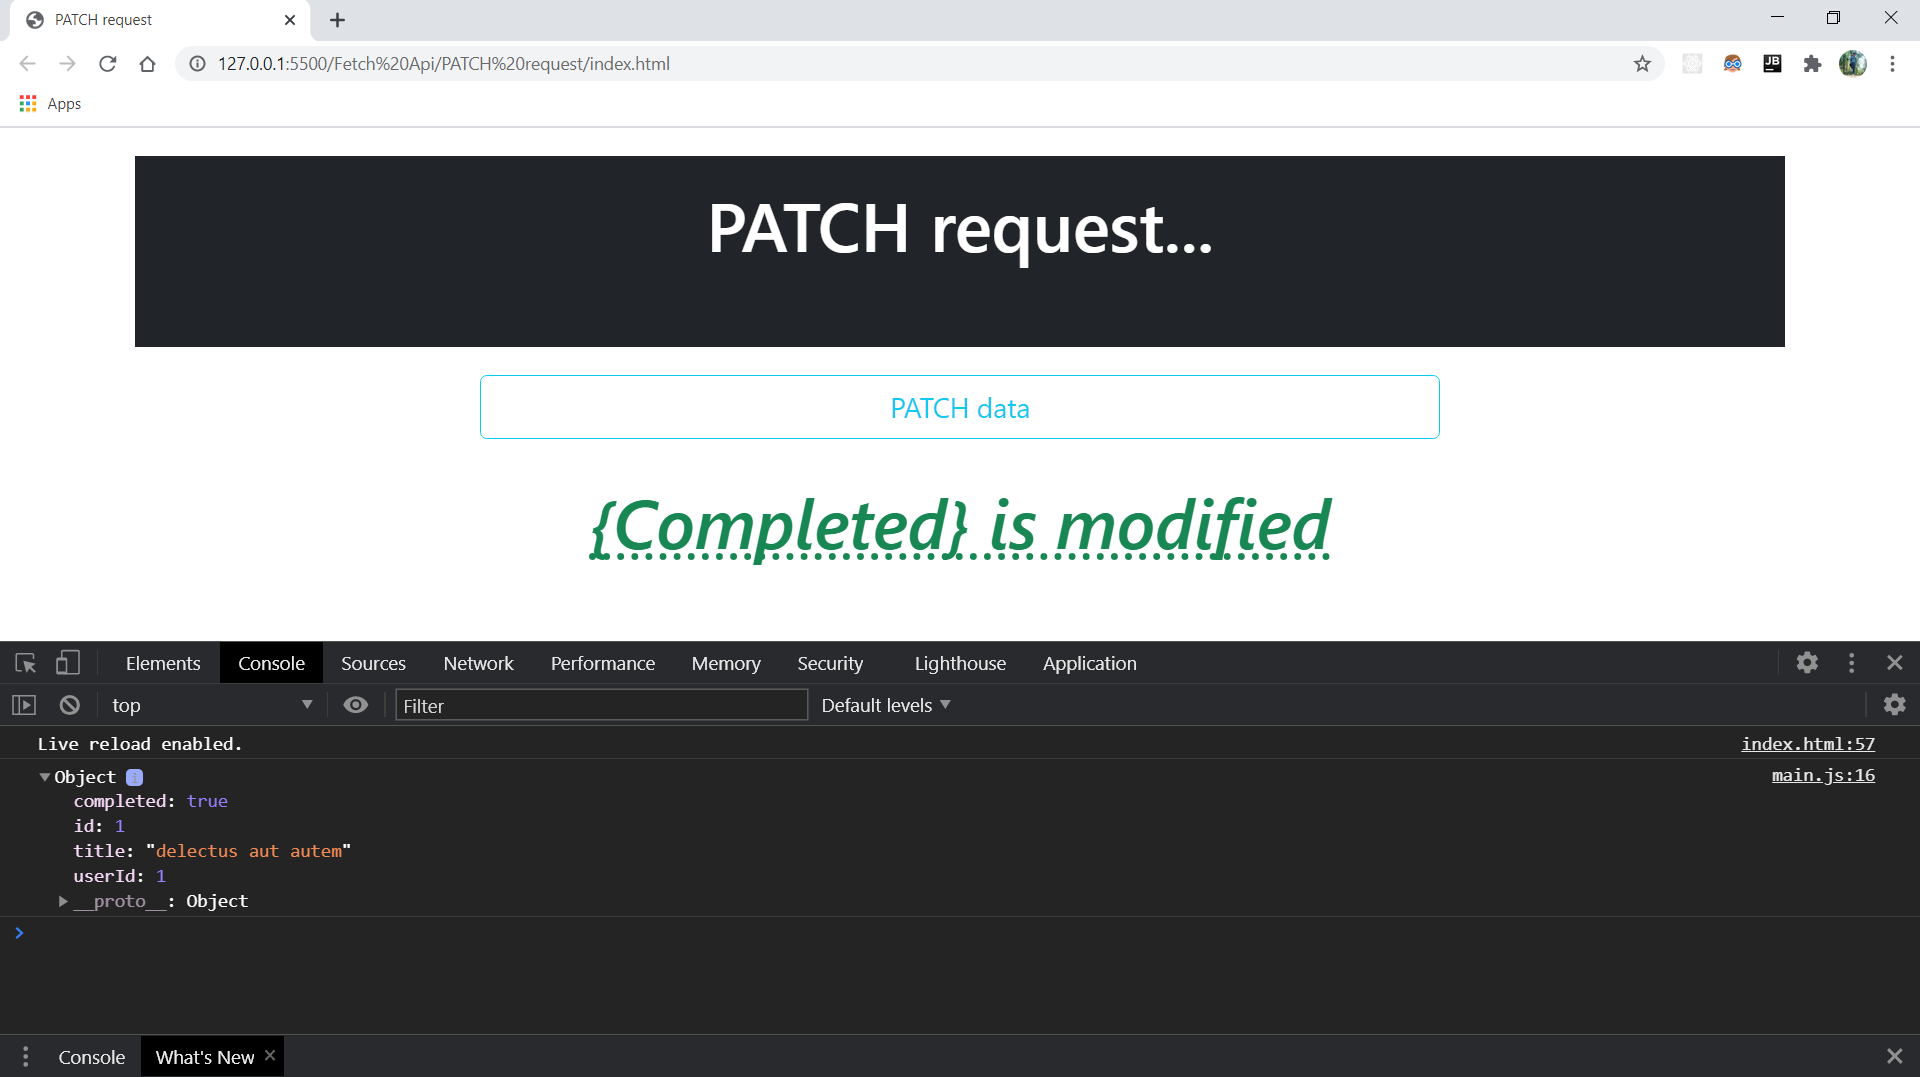 PATCH request
127.0.0.1:5500/Fetch%20Api/PATCH%20request/index.html
JB
Apps
PATCH request...
PATCH data
{Completed} is modified
Elements Console Sources Network Performance Memory Security Lighthouse Application
top Filter Default levels
Live reload enabled. index.html:57
Object i main.js:16
completed: true
id: 1
title: "delectus aut autem"
userId: 1
__proto__: Object
Console What's New